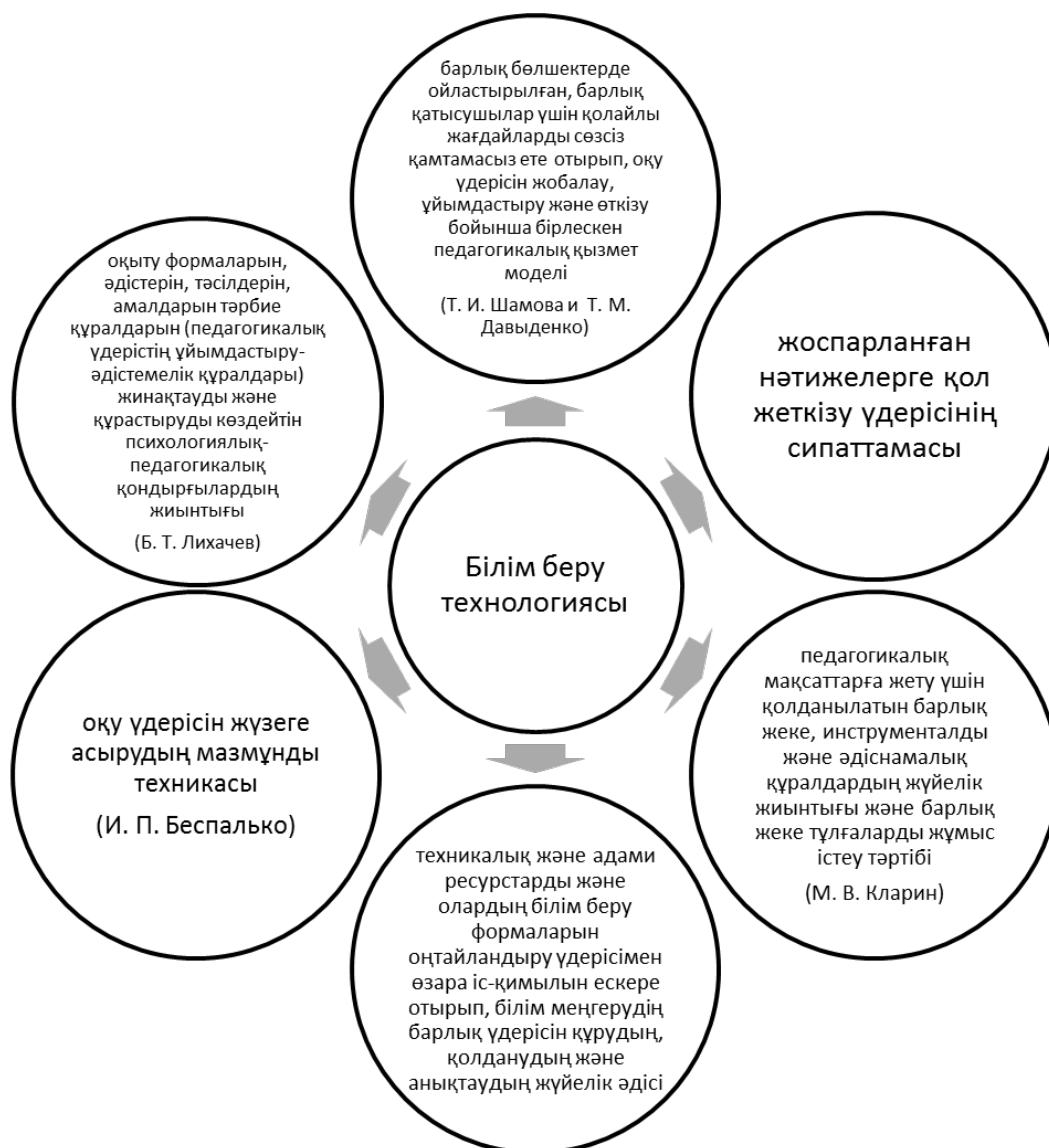 барлық бөлшектерде
ойластырылған, барлық
қатысушылар үшін қолайлы
жағдайларды сөзсіз
қамтамасыз ете отырып, оқу
үдерісін жобалау,
ұйымдастыру және өткізу
бойынша бірлескен
педагогикалық қызмет
моделі
(Т. И. Шамова и Т. М.
Давыденко)
жоспарланған
нәтижелерге қол
жеткізу үдерісінің
сипаттамасы
педагогикалық
мақсаттарға жету үшін
қолданылатын барлық
жеке, инструменталды
және әдіснамалық
құралдардың жүйелік
жиынтығы және барлық
жеке тұлғаларды жұмыс
істеу тәртібі
(М. В. Кларин)
техникалық және адами
ресурстарды және
олардың білім беру
формаларын
оңтайландыру үдерісімен
өзара іс-қимылын ескере
отырып, білім меңгерудің
барлық үдерісін құрудың,
қолданудың және
анықтаудың жүйелік әдісі
оқу үдерісін жүзеге
асырудың мазмұнды
техникасы
(И. П. Беспалько)
оқыту формаларын,
әдістерін, тәсілдерін,
амалдарын тәрбие
құралдарын (педагогикалық
үдерістің ұйымдастыру-
әдістемелік құралдары)
жинақтауды және
құрастыруды көздейтін
психологиялық-
педагогикалық
қондырғылардың
жиынтығы
(Б. Т. Лихачев)
Білім беру
технологиясы